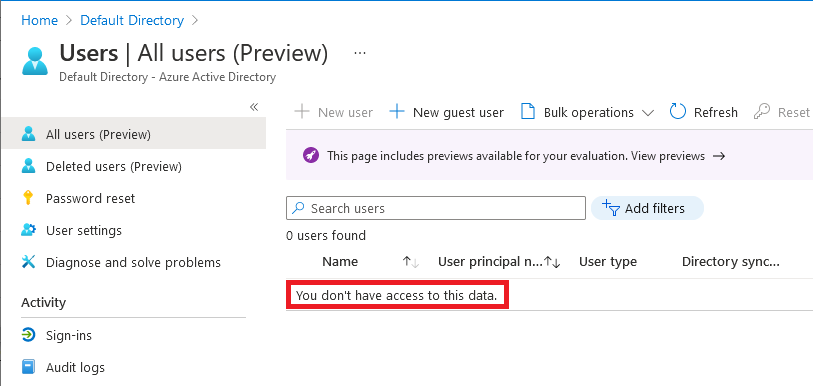 Home > Default Directory >
Users | All users (Preview) ...
Default Directory - Azure Active Directory
«
All users (Preview)
Deleted users (Preview)
Password reset
User settings
Diagnose and solve problems
Activity
Sign-ins
Audit logs
+ New user + New guest user Bulk operations Refresh Reset
This page includes previews available for your evaluation. View previews →
Search users
Add filters
0 users found
Name ↑↓ User principal n...↑↓ User type Directory sync...
You don't have access to this data.